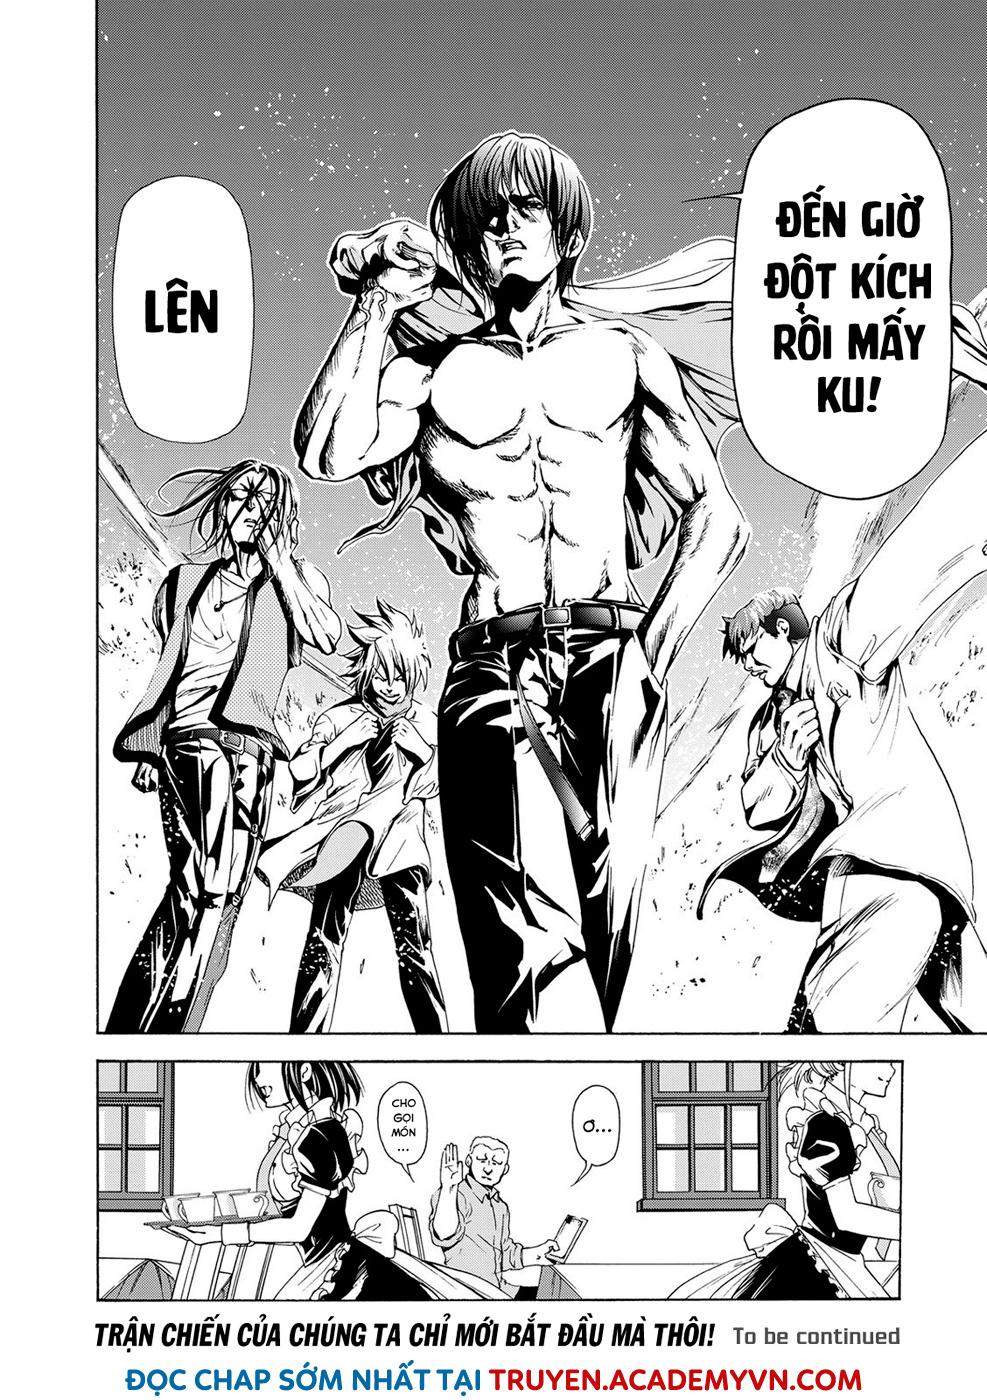 ĐẾN GIỜ
ĐỘT KÍCH
RỒI MẤY
KU!
LÊN
Ơ...
CHO
GỌI
MÓN
...
TRẬN CHIẾN CỦA CHÚNG TA CHỈ MỚI BẮT ĐẦU MÀ THÔI! To be continued
ĐỌC CHAP SỚM NHẤT TẠI TRUYEN.ACADEMYVN.COM